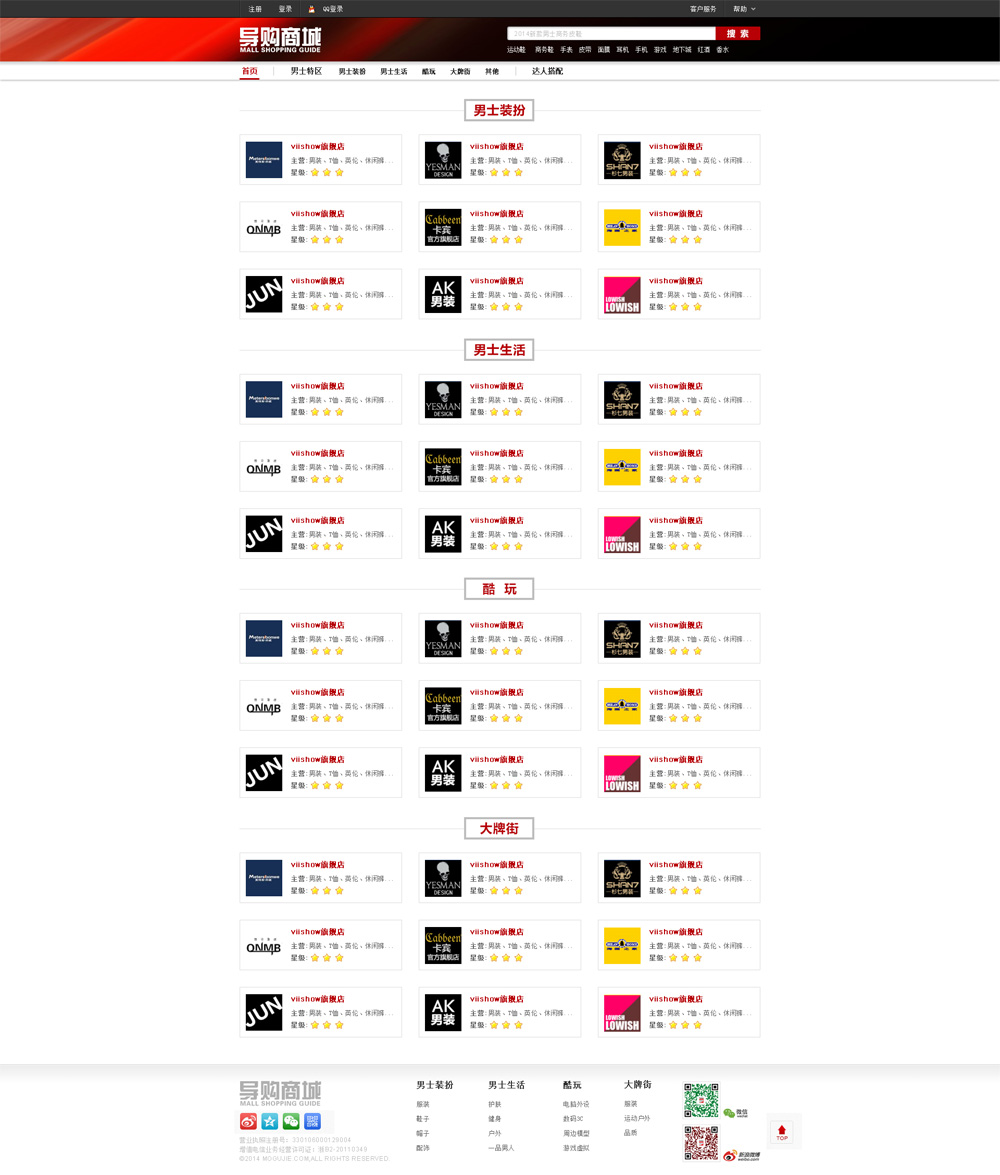 注册 登录 QQ登录 客户服务 帮助
导购商城
MALL SHOPPING GUIDE
2014新款男士商务皮鞋 搜 索
运动鞋 商务鞋 手表 皮带 面膜 耳机 手机 游戏 地下城 红酒 香水
首页 男士特区 男士装扮 男士生活 酷玩 大牌街 其他 达人搭配
男士装扮
viishow旗舰店 viishow旗舰店 viishow旗舰店
主营:男装、T恤、英伦、休闲裤... 主营:男装、T恤、英伦、休闲裤... 主营:男装、T恤、英伦、休闲裤...
星级: 星级: 星级:
Metersbonwe YESMAN DESIGN SHAN7 杉七男装
viishow旗舰店 viishow旗舰店 viishow旗舰店
主营:男装、T恤、英伦、休闲裤... 主营:男装、T恤、英伦、休闲裤... 主营:男装、T恤、英伦、休闲裤...
星级: 星级: 星级:
QNMB Cabbeen 卡宾 官方旗舰店
viishow旗舰店 viishow旗舰店 viishow旗舰店
主营:男装、T恤、英伦、休闲裤... 主营:男装、T恤、英伦、休闲裤... 主营:男装、T恤、英伦、休闲裤...
星级: 星级: 星级:
JUN AK 男装 LOWISH LOWISH
男士生活
viishow旗舰店 viishow旗舰店 viishow旗舰店
主营:男装、T恤、英伦、休闲裤... 主营:男装、T恤、英伦、休闲裤... 主营:男装、T恤、英伦、休闲裤...
星级: 星级: 星级:
Metersbonwe YESMAN DESIGN SHAN7 杉七男装
viishow旗舰店 viishow旗舰店 viishow旗舰店
主营:男装、T恤、英伦、休闲裤... 主营:男装、T恤、英伦、休闲裤... 主营:男装、T恤、英伦、休闲裤...
星级: 星级: 星级:
QNMB Cabbeen 卡宾 官方旗舰店
viishow旗舰店 viishow旗舰店 viishow旗舰店
主营:男装、T恤、英伦、休闲裤... 主营:男装、T恤、英伦、休闲裤... 主营:男装、T恤、英伦、休闲裤...
星级: 星级: 星级:
JUN AK 男装 LOWISH LOWISH
酷 玩
viishow旗舰店 viishow旗舰店 viishow旗舰店
主营:男装、T恤、英伦、休闲裤... 主营:男装、T恤、英伦、休闲裤... 主营:男装、T恤、英伦、休闲裤...
星级: 星级: 星级:
Metersbonwe YESMAN DESIGN SHAN7 杉七男装
viishow旗舰店 viishow旗舰店 viishow旗舰店
主营:男装、T恤、英伦、休闲裤... 主营:男装、T恤、英伦、休闲裤... 主营:男装、T恤、英伦、休闲裤...
星级: 星级: 星级:
QNMB Cabbeen 卡宾 官方旗舰店
viishow旗舰店 viishow旗舰店 viishow旗舰店
主营:男装、T恤、英伦、休闲裤... 主营:男装、T恤、英伦、休闲裤... 主营:男装、T恤、英伦、休闲裤...
星级: 星级: 星级:
JUN AK 男装 LOWISH LOWISH
大牌街
viishow旗舰店 viishow旗舰店 viishow旗舰店
主营:男装、T恤、英伦、休闲裤... 主营:男装、T恤、英伦、休闲裤... 主营:男装、T恤、英伦、休闲裤...
星级: 星级: 星级:
Metersbonwe YESMAN DESIGN SHAN7 杉七男装
viishow旗舰店 viishow旗舰店 viishow旗舰店
主营:男装、T恤、英伦、休闲裤... 主营:男装、T恤、英伦、休闲裤... 主营:男装、T恤、英伦、休闲裤...
星级: 星级: 星级:
QNMB Cabbeen 卡宾 官方旗舰店
viishow旗舰店 viishow旗舰店 viishow旗舰店
主营:男装、T恤、英伦、休闲裤... 主营:男装、T恤、英伦、休闲裤... 主营:男装、T恤、英伦、休闲裤...
星级: 星级: 星级:
JUN AK 男装 LOWISH LOWISH
导购商城
MALL SHOPPING GUIDE
营业执照注册号：330106000129004
增值电信业务经营许可证：浙B2-20110349
©2014 MOGUJIE.COM,ALL RIGHTS RESERVED.
男士装扮 男士生活 酷玩 大牌街
服装 护肤 电脑外设 服装
鞋子 健身 数码3C 运动户外
帽子 户外 周边模型 品质
配饰 一品男人 游戏虚拟
微信
新浪微博
weibo.com
TOP